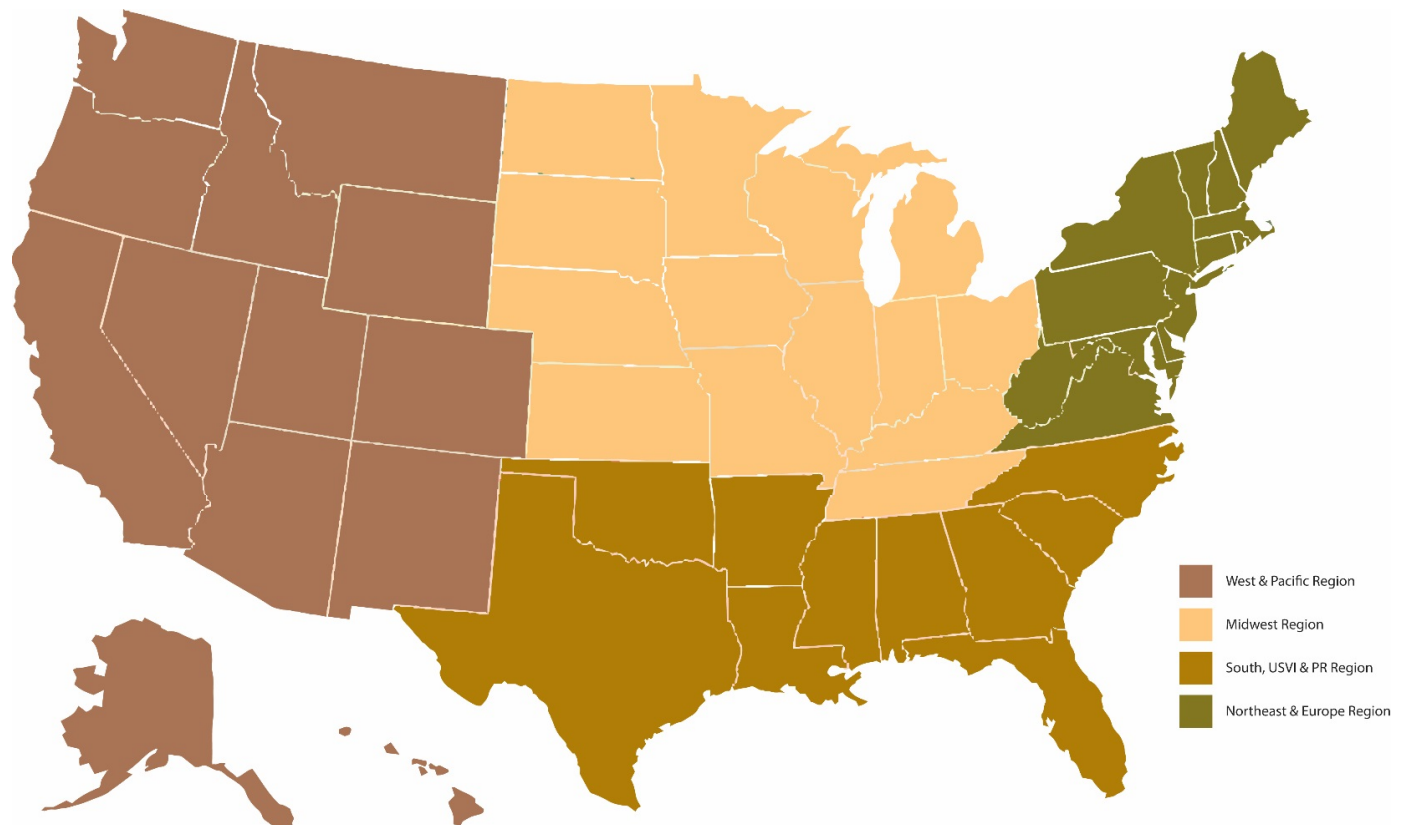 West & Pacific Region
Midwest Region
South, USVI & PR Region
Northeast & Europe Region